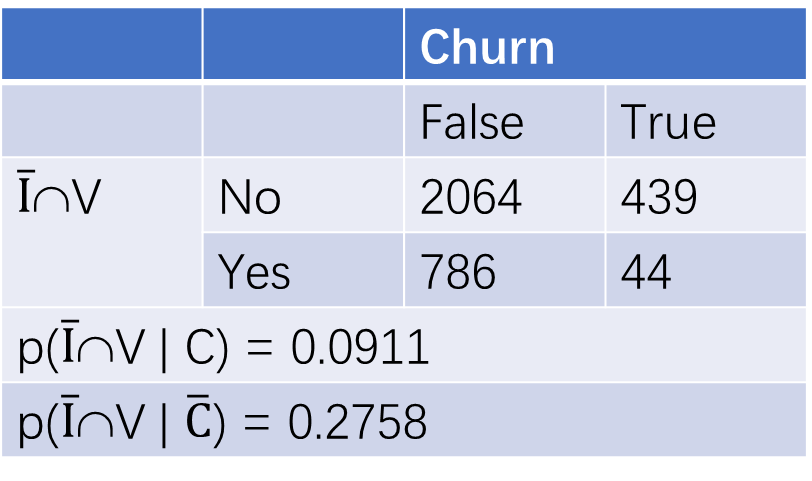 Churn
False True
Ī∩V No 2064 439
Yes 786 44
p(Ī∩V | C) = 0.0911
p(Ī∩V | C̄) = 0.2758